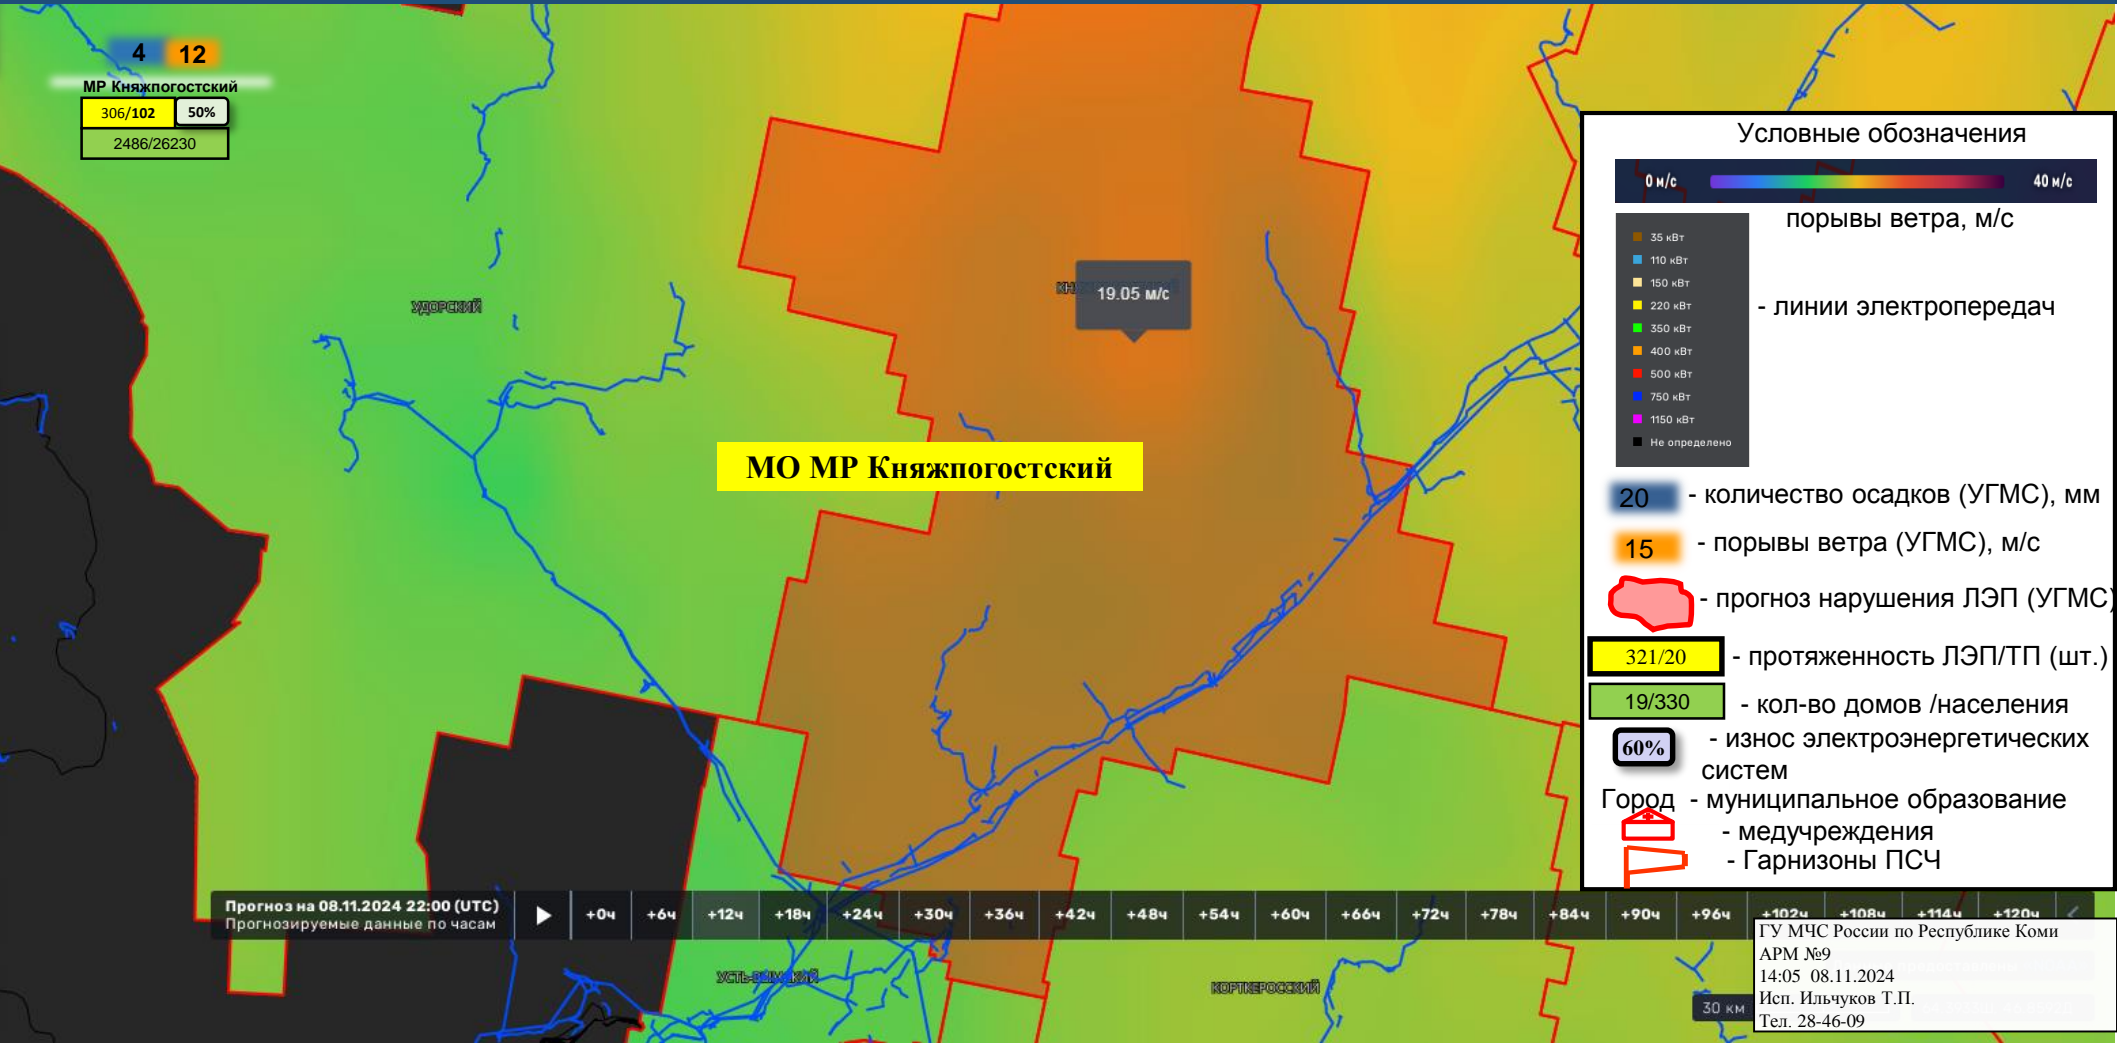 4 12
МР Княжпогостский
306/102 50%
2486/26230
УДОРСКИЙ
19.05 м/с
МО МР Княжпогостский
Условные обозначения
0 м/с 40 м/с
порывы ветра, м/с
35 кВт
110 кВт
150 кВт
220 кВт
350 кВт
400 кВт
500 кВт
750 кВт
1150 кВт
Не определено
- линии электропередач
20 - количество осадков (УГМС), мм
15 - порывы ветра (УГМС), м/с
- прогноз нарушения ЛЭП (УГМС)
321/20 - протяженность ЛЭП/ТП (шт.)
19/330 - кол-во домов /населения
60% - износ электроэнергетических
систем
Город - муниципальное образование
- медучреждения
- Гарнизоны ПСЧ
Прогноз на 08.11.2024 22:00 (UTC)
Прогнозируемые данные по часам
+0ч +6ч +12ч +18ч +24ч +30ч +36ч +42ч +48ч +54ч +60ч +66ч +72ч +78ч +84ч +90ч +96ч +102ч +108ч +114ч +120ч
УСТЬ-ВЫМСКИЙ
КОРТКЕРОССКИЙ
30 км
ГУ МЧС России по Республике Коми
АРМ №9
14:05 08.11.2024
Исп. Ильчуков Т.П.
Тел. 28-46-09